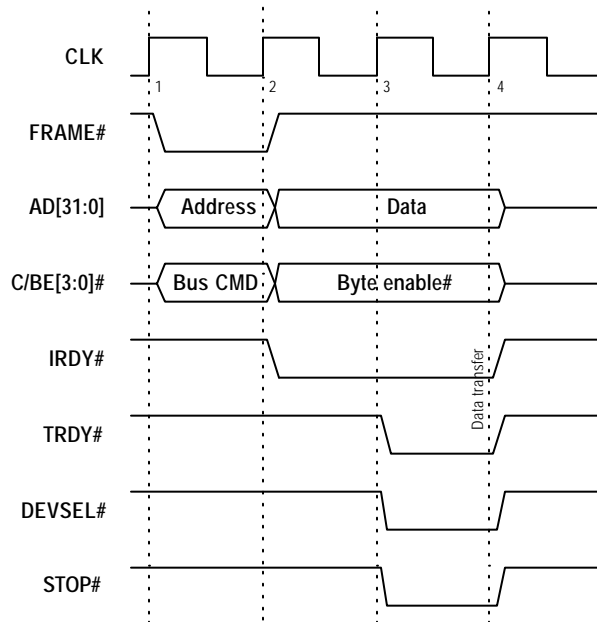 CLK
1 2 3 4
FRAME#
AD[31:0] Address Data
C/BE[3:0]# Bus CMD Byte enable#
IRDY#
Data transfer
TRDY#
DEVSEL#
STOP#